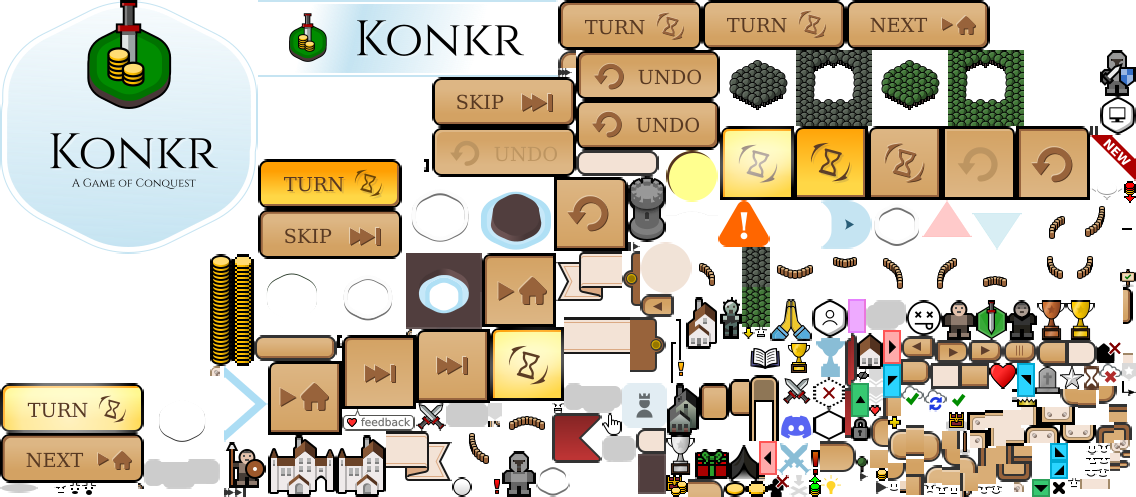 KONKR
A GAME OF CONQUEST
KONKR
TURN
TURN
NEXT
UNDO
SKIP
UNDO
UNDO
NEW
TURN
SKIP
TURN
NEXT
feedback